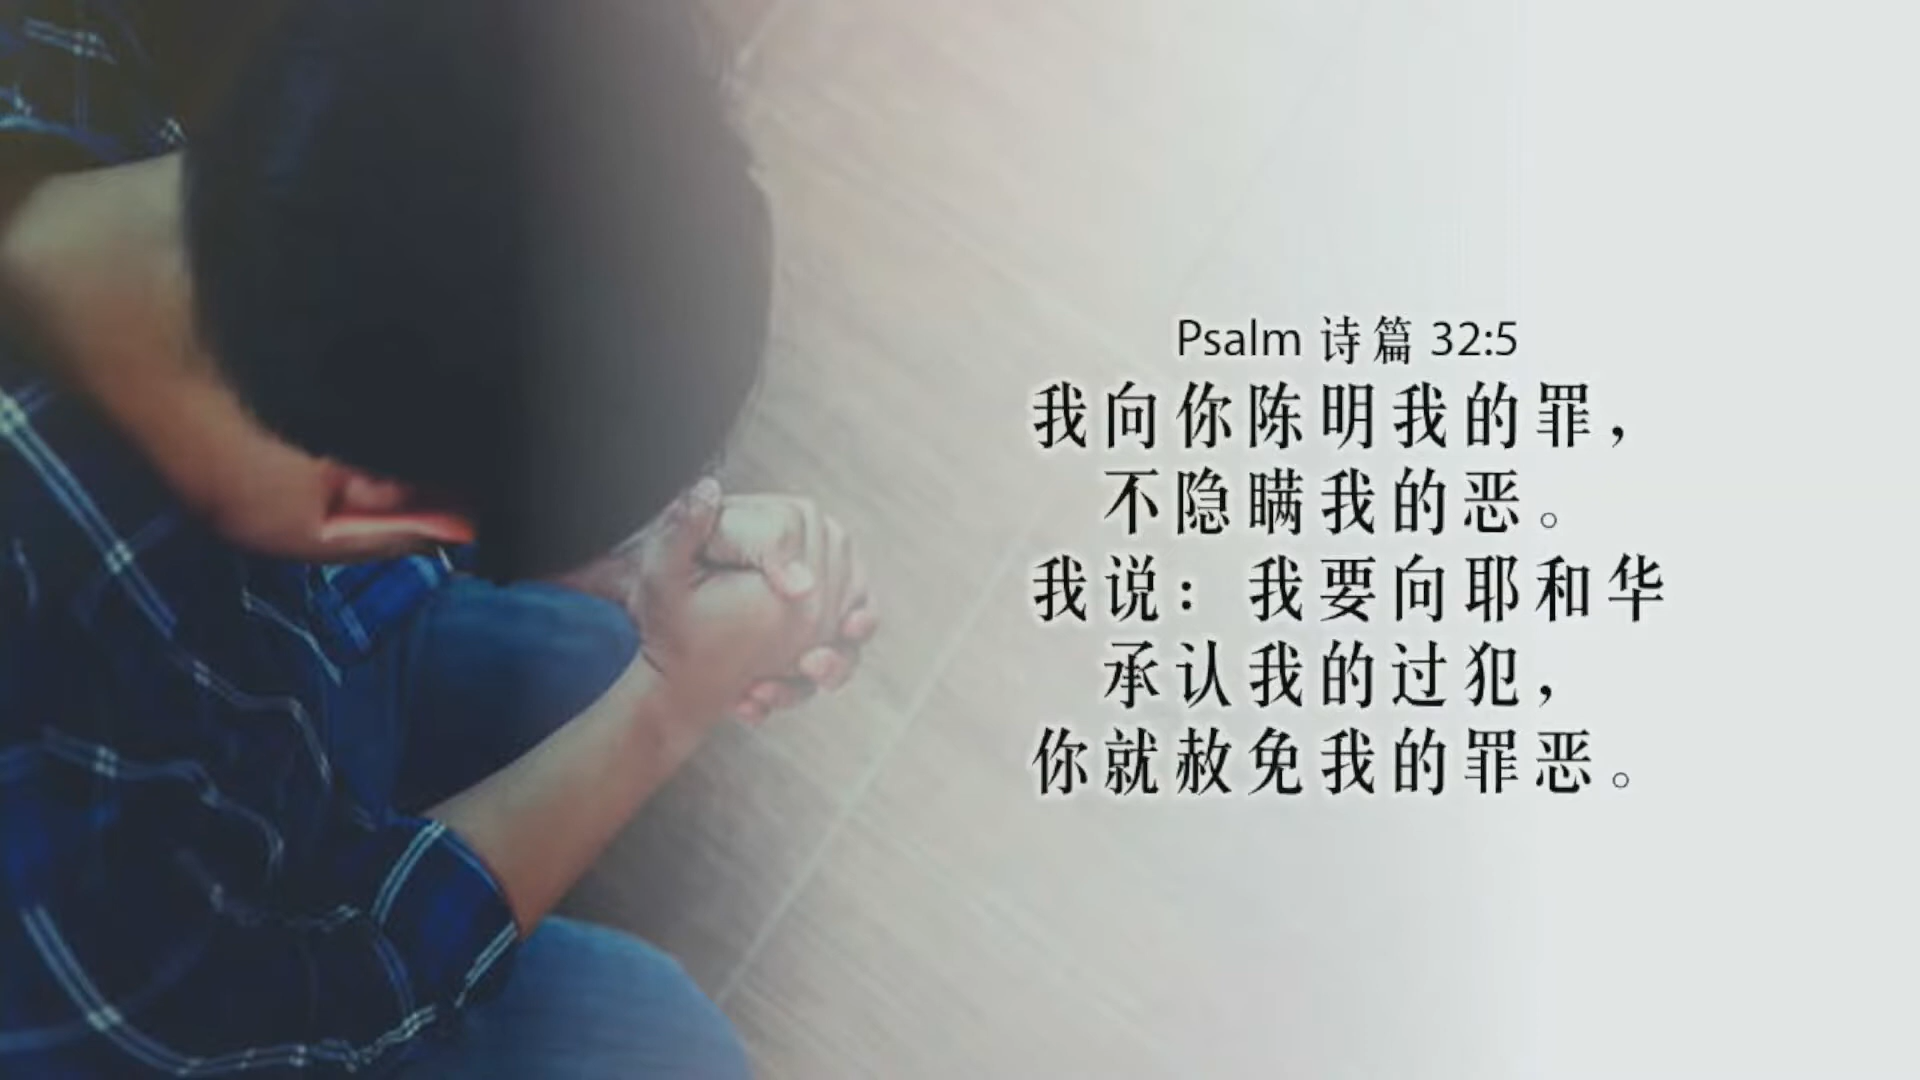 Psalm 诗篇 32:5
我向你陈明我的罪，
不隐瞒我的恶。
我说：我要向耶和华
承认我的过犯，
你就赦免我的罪恶。